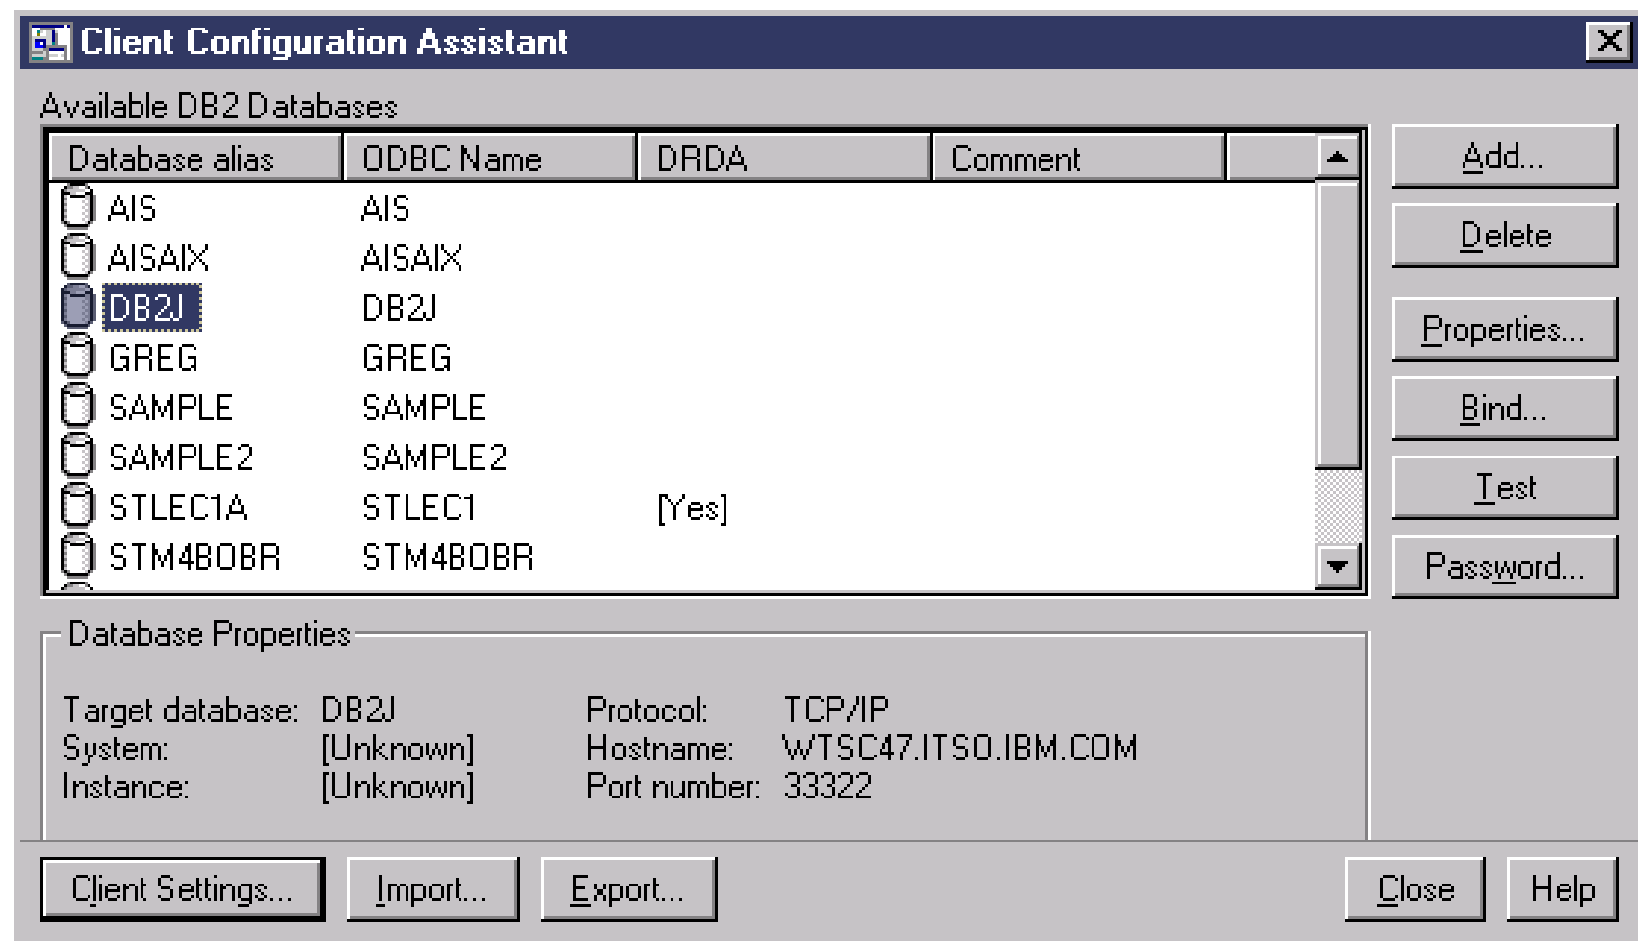 Client Configuration Assistant
Available DB2 Databases
Database alias ODBC Name DRDA Comment
AIS AIS
AISAIX AISAIX
DB2J DB2J
GREG GREG
SAMPLE SAMPLE
SAMPLE2 SAMPLE2
STLEC1A STLEC1 [Yes]
STM4BOBR STM4BOBR
Add...
Delete
Properties...
Bind...
Test
Password...
Database Properties
Target database: DB2J Protocol: TCP/IP
System: [Unknown] Hostname: WTSC47.ITSO.IBM.COM
Instance: [Unknown] Port number: 33322
Client Settings... Import... Export... Close Help